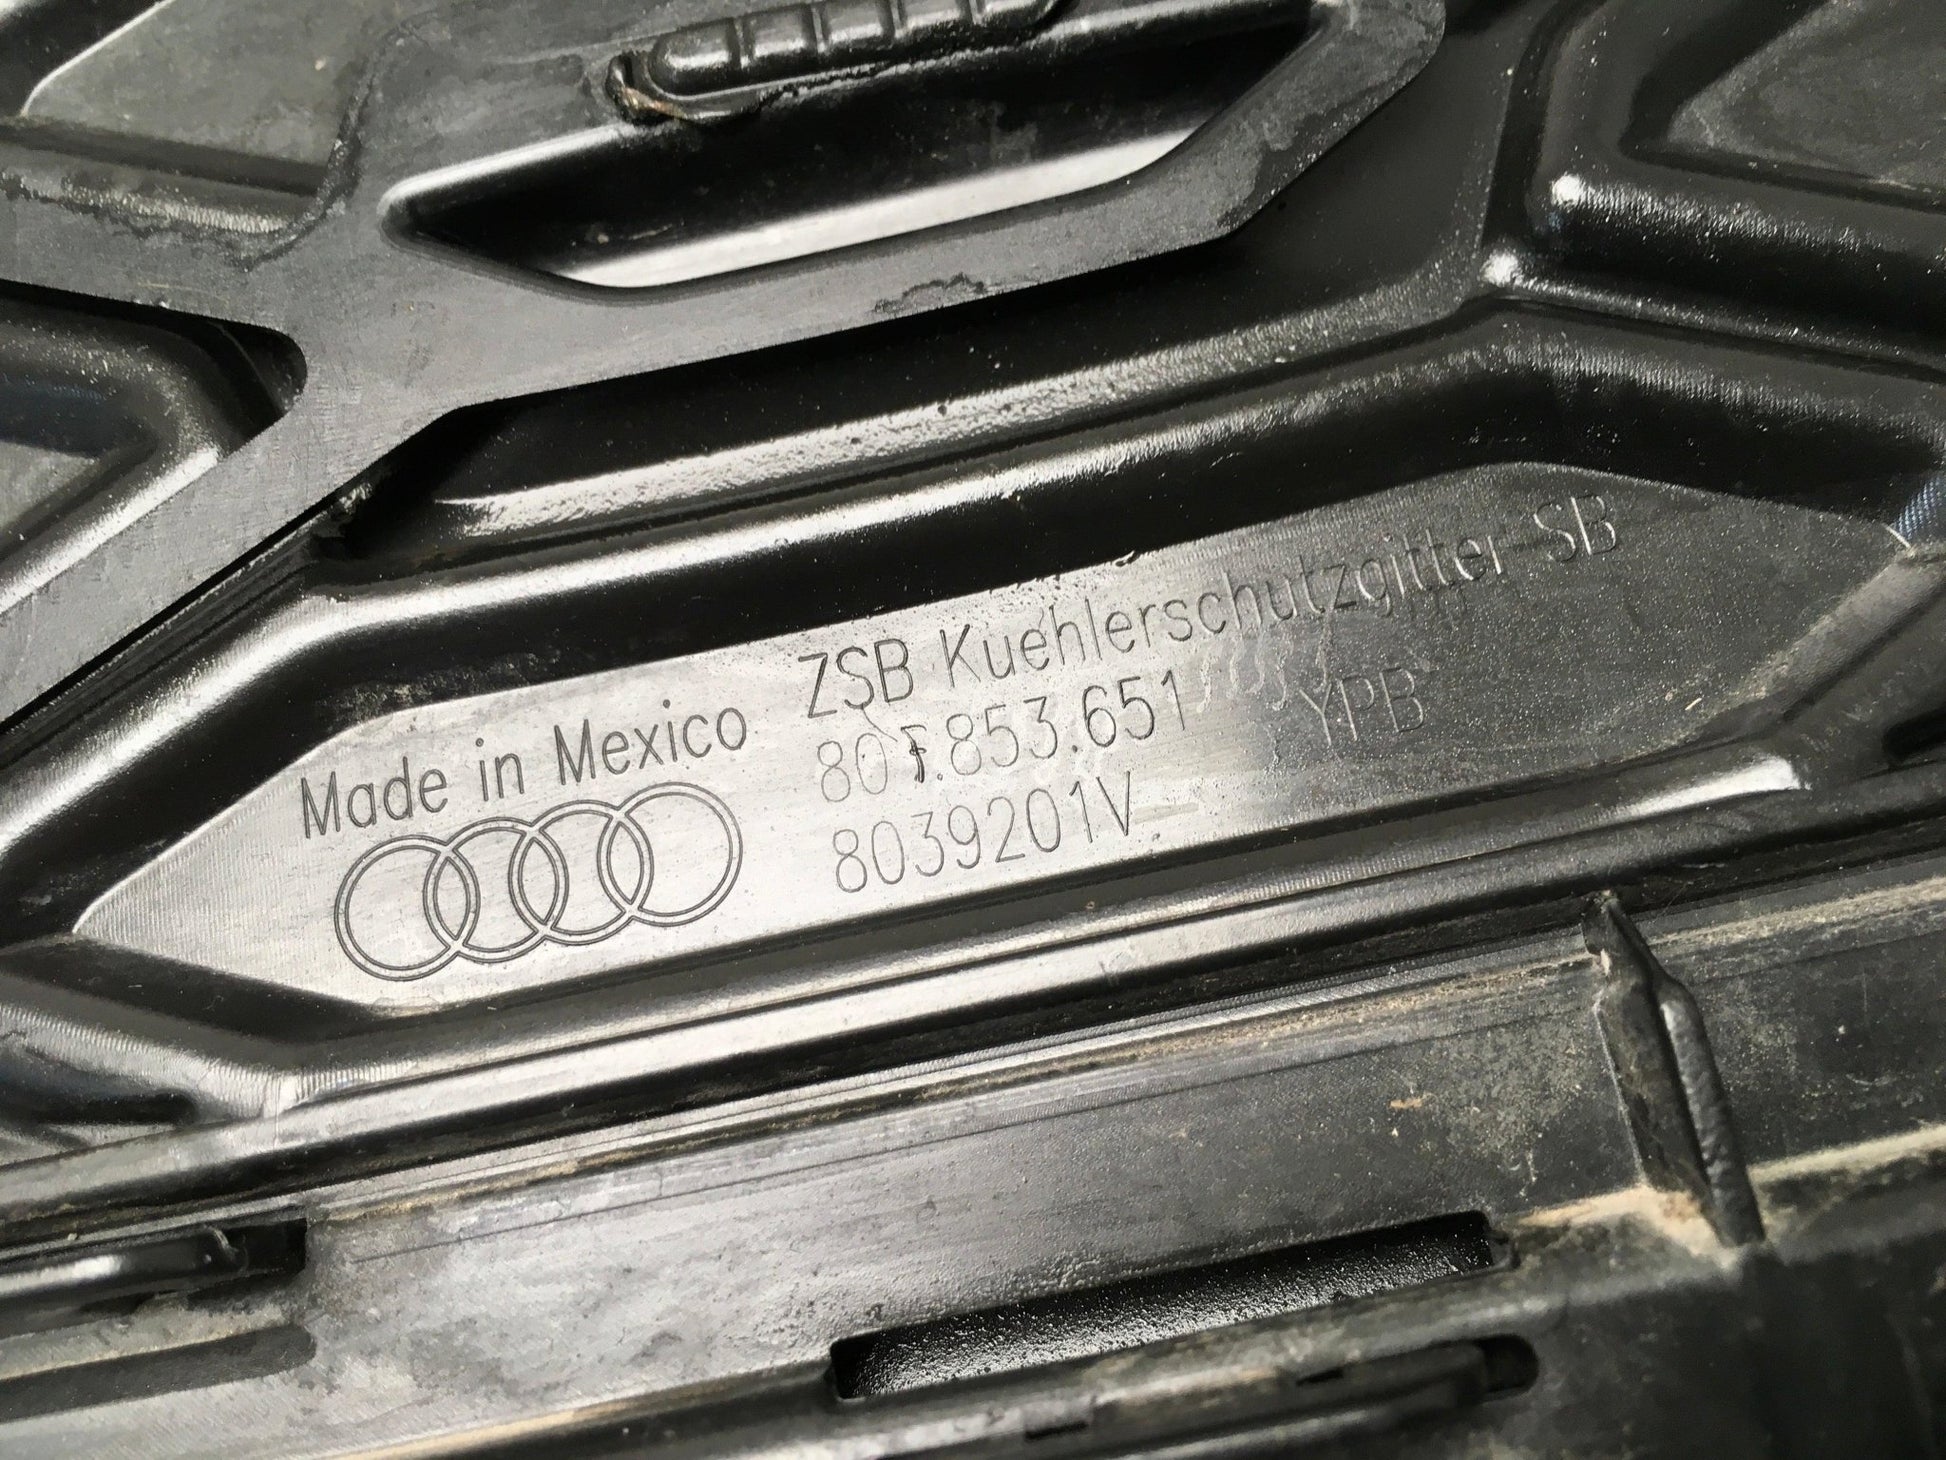 Made in Mexico
ZSB Kuehlerschutzgitter SB
853.651 YPB
8039201V